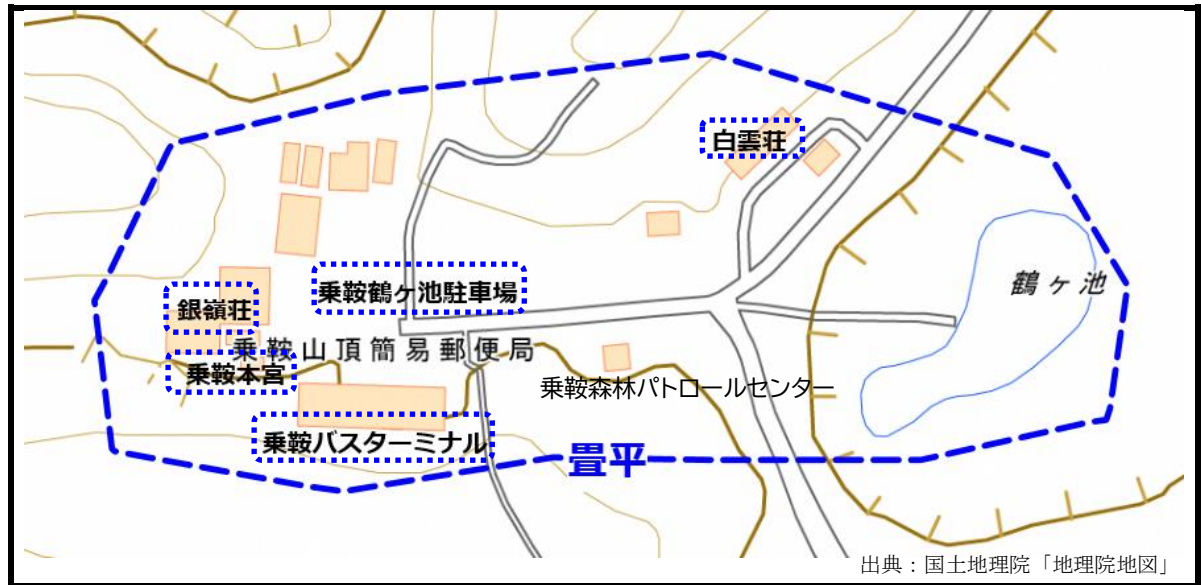 白雲荘
鶴ヶ池
乗鞍鶴ヶ池駐車場
銀嶺荘
乗鞍山頂簡易郵便局
乗鞍本宮
乗鞍森林パトロールセンター
乗鞍バスターミナル
畳平
出典：国土地理院「地理院地図」